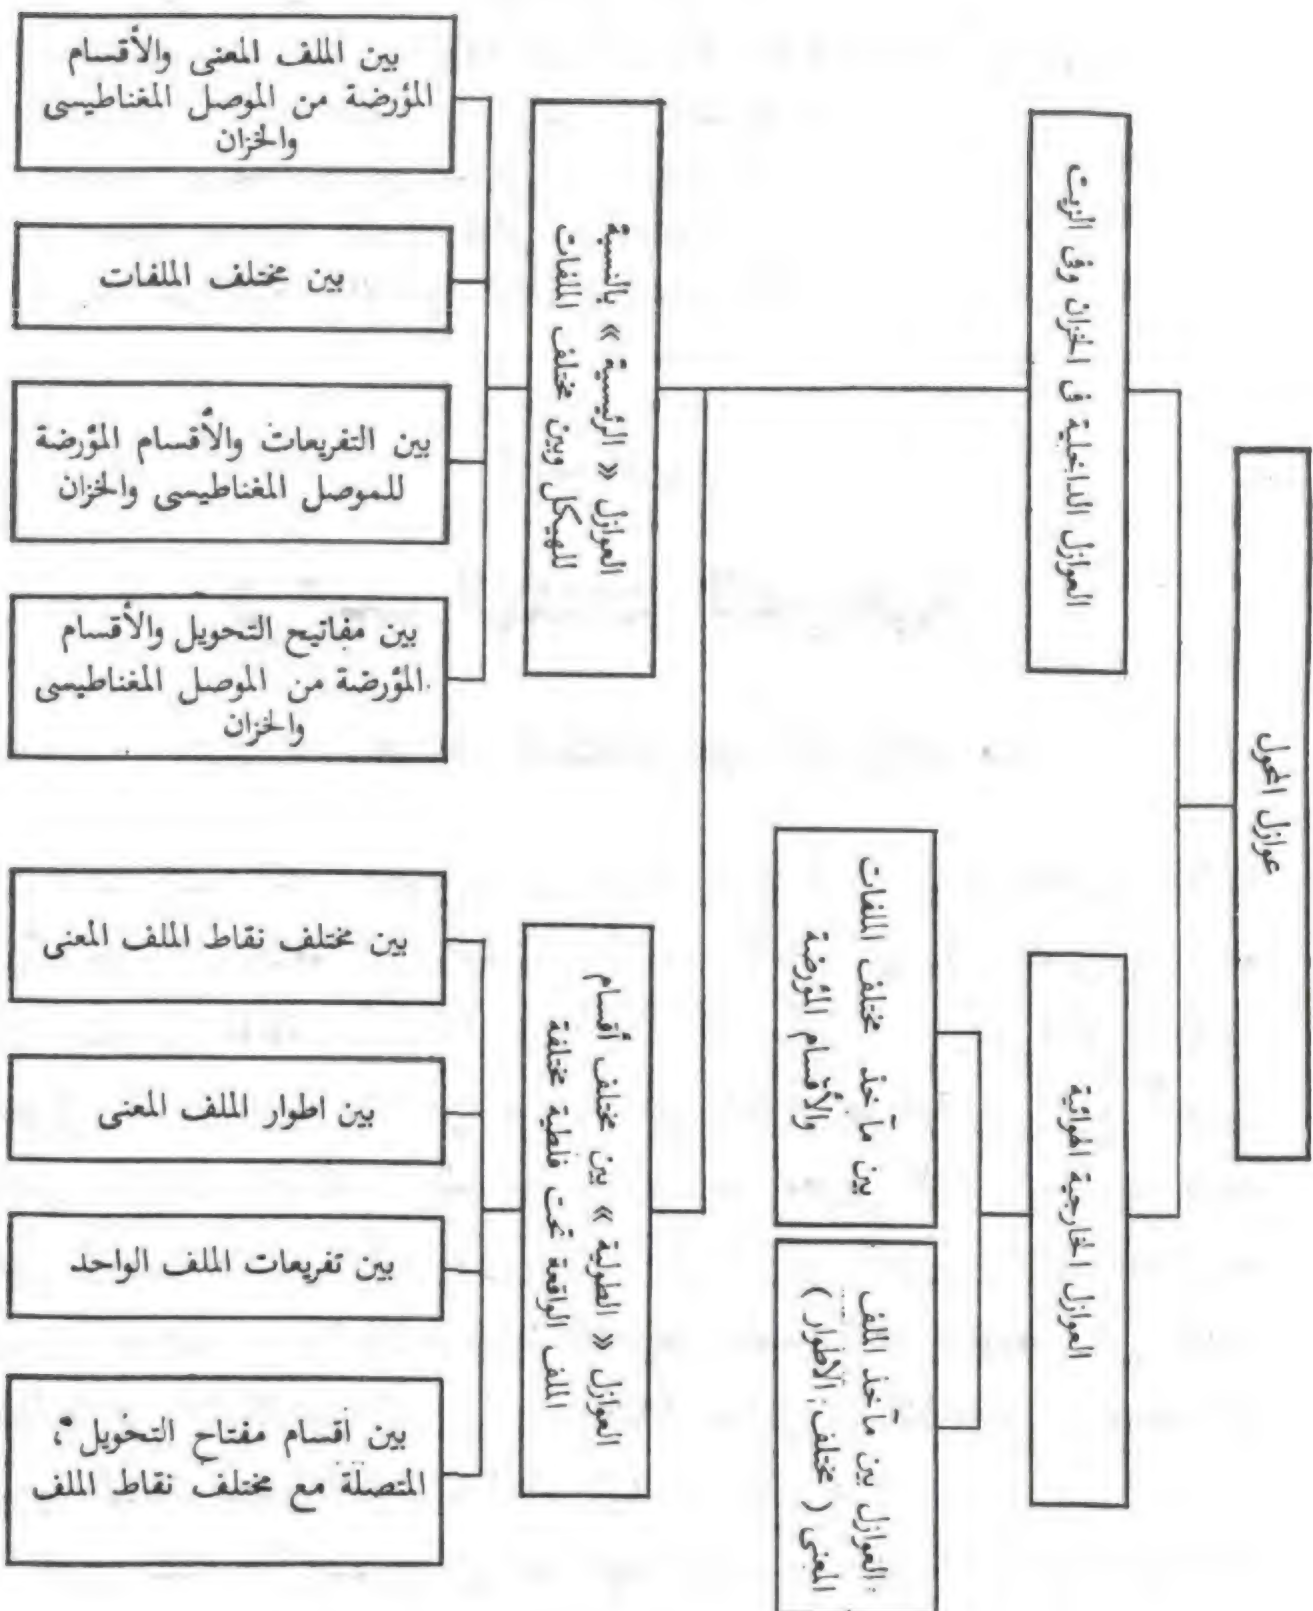 عوازل المحول
العوازل الداخلية فى الخزان وفى الزيت
العوازل الخارجية الهوائية
بين مآخذ مختلف الملفات
والأقسام المؤرضة
العوازل بين مآخذ الملف
المعنى ( مختلف الاطوار )
العوازل « الرئيسية » بالنسبة
للهيكل وبين مختلف الملفات
العوازل « الطولية » بين مختلف أقسام
الملف الواقعة تحت فلطية مختلفة
بين الملف المعنى والأقسام
المؤرضة من الموصل المغناطيسى
والخزان
بين مختلف الملفات
بين التفريعات والأقسام المؤرضة
للموصل المغناطيسى والخزان
بين مفاتيح التحويل والأقسام
المؤرضة من الموصل المغناطيسى
والخزان
بين مختلف نقاط الملف المعنى
بين اطوار الملف المعنى
بين تفريعات الملف الواحد
بين أقسام مفتاح التحويل ،
المتصلة مع مختلف نقاط الملف